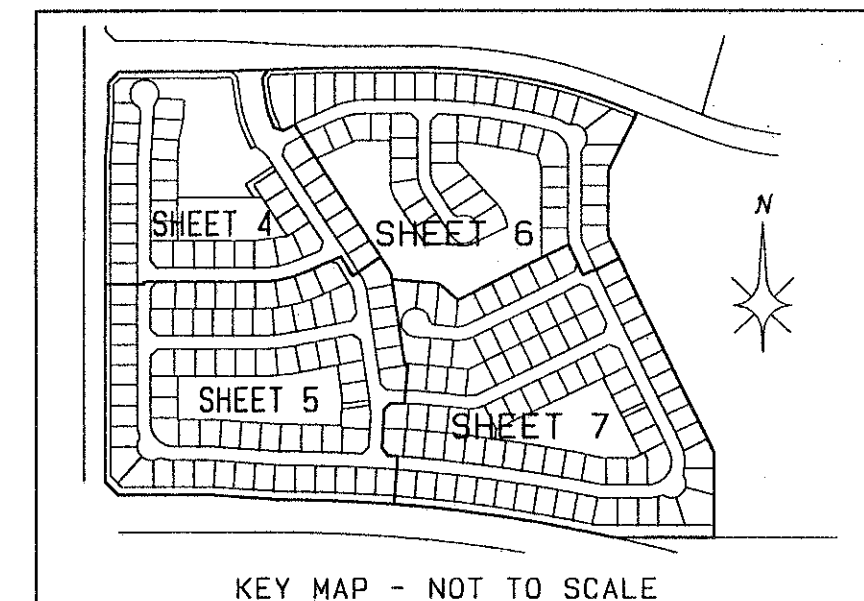 SHEET 4
SHEET 6
N
SHEET 5
SHEET 7
KEY MAP - NOT TO SCALE